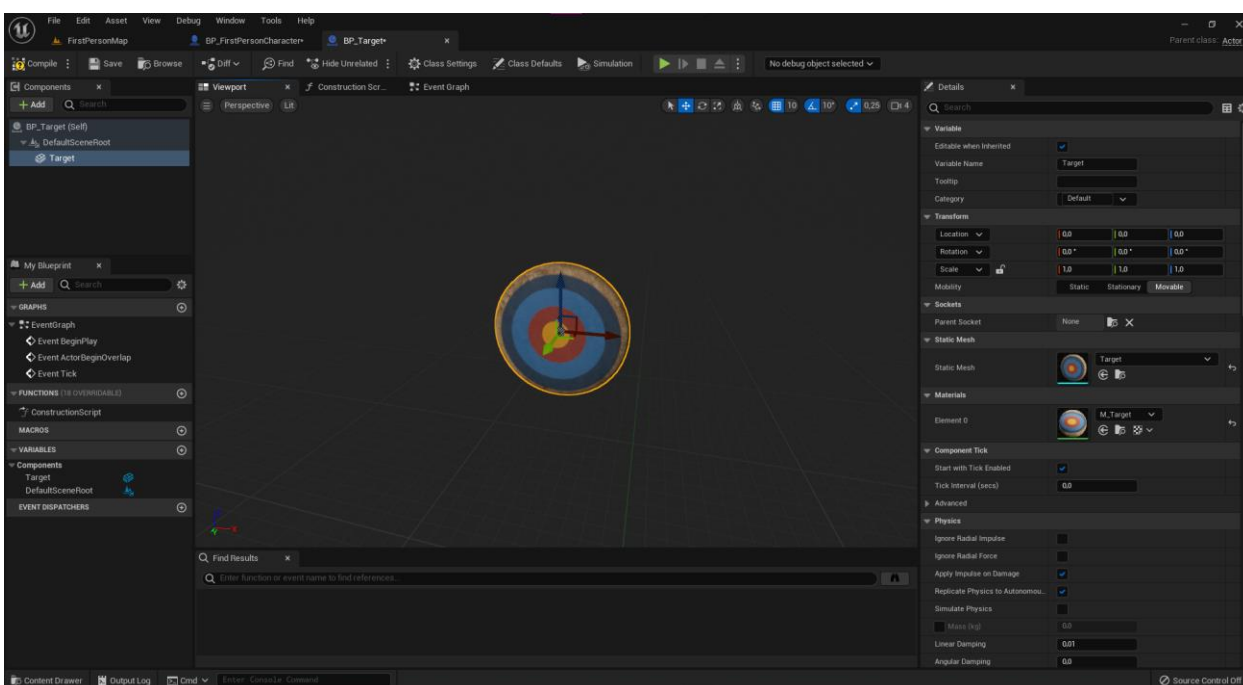 File Edit Asset View Debug Window Tools Help
FirstPersonMap BP_FirstPersonCharacter• BP_Target• Parent class: Actor
Compile Save Browse Diff Find Hide Unrelated Class Settings Class Defaults Simulation No debug object selected
Components
Add Search
BP_Target (Self)
DefaultSceneRoot
Target
My Blueprint
Add Search
GRAPHS
EventGraph
Event BeginPlay
Event ActorBeginOverlap
Event Tick
FUNCTIONS (18 OVERRIDABLE)
ConstructionScript
MACROS
VARIABLES
Components
Target
DefaultSceneRoot
EVENT DISPATCHERS
Viewport Construction Scr... Event Graph
Perspective Lit 10 10° 0,25 4
Find Results
Enter function or event name to find references...
Details
Search
Variable
Editable when Inherited
Variable Name Target
Tooltip
Category Default
Transform
Location 0,0 0,0 0,0
Rotation 0,0 ° 0,0 ° 0,0 °
Scale 1,0 1,0 1,0
Mobility Static Stationary Movable
Sockets
Parent Socket None
Static Mesh
Static Mesh Target
Materials
Element 0 M_Target
Component Tick
Start with Tick Enabled
Tick Interval (secs) 0,0
Advanced
Physics
Ignore Radial Impulse
Ignore Radial Force
Apply Impulse on Damage
Replicate Physics to Autonomou...
Simulate Physics
Mass (kg) 0,0
Linear Damping 0,01
Angular Damping 0,0
Content Drawer Output Log Cmd Enter Console Command Source Control Off